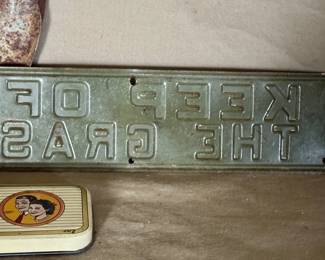 KEEP OF
THE GRAS